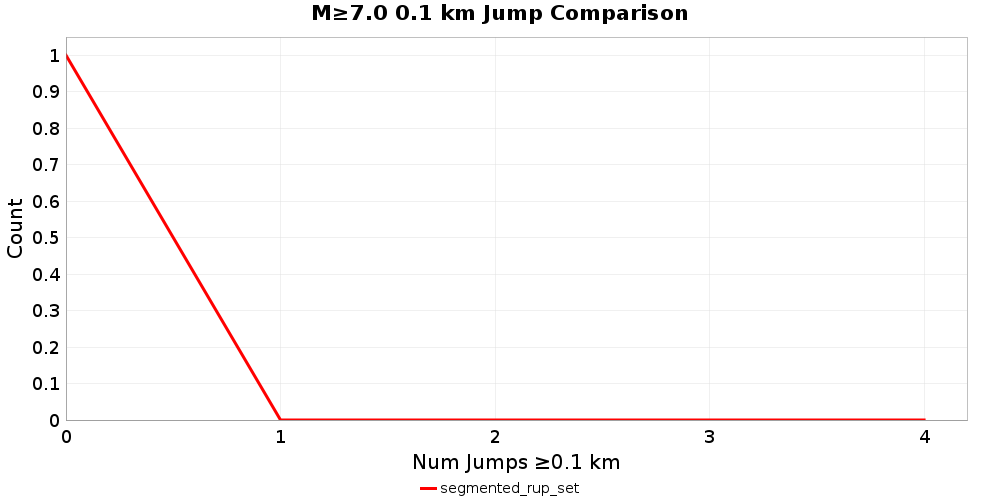 M≥7.0 0.1 km Jump Comparison
Count
1
0.9
0.8
0.7
0.6
0.5
0.4
0.3
0.2
0.1
0
0 1 2 3 4
Num Jumps ≥0.1 km
segmented_rup_set